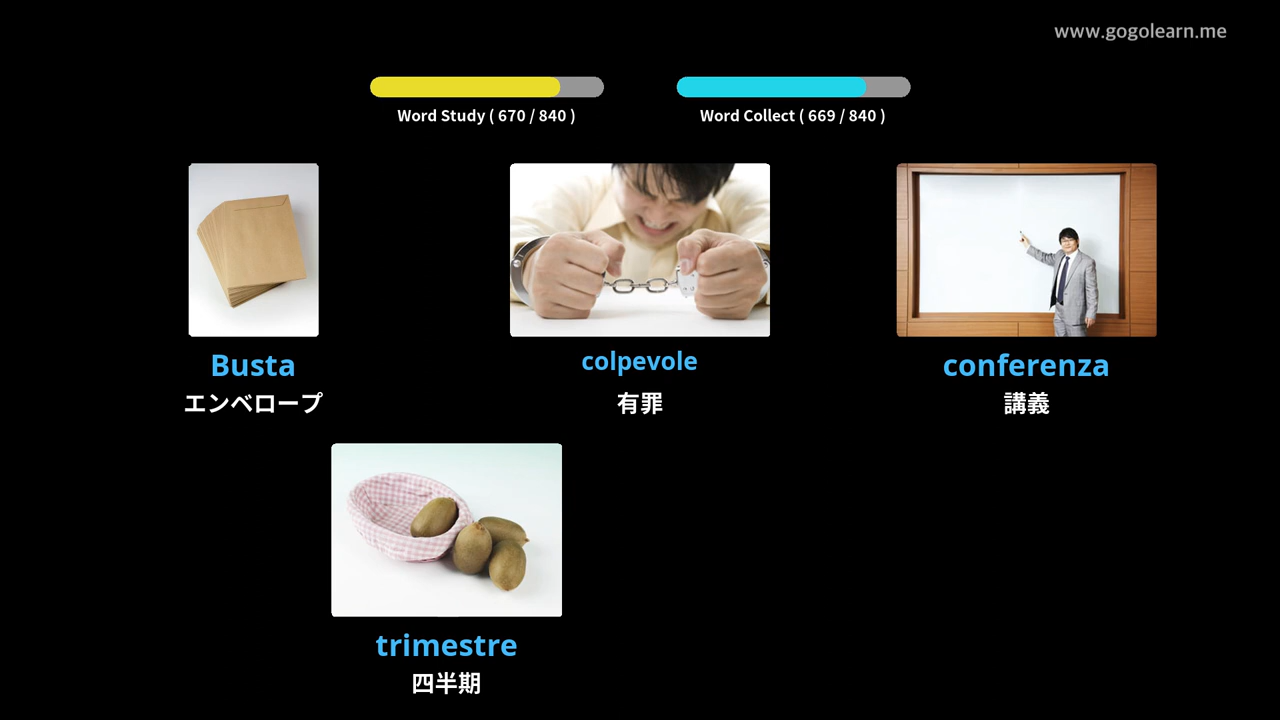 www.gogolearn.me
Word Study ( 670 / 840 )
Word Collect ( 669 / 840 )
Busta
エンベロープ
colpevole
有罪
conferenza
講義
trimestre
四半期